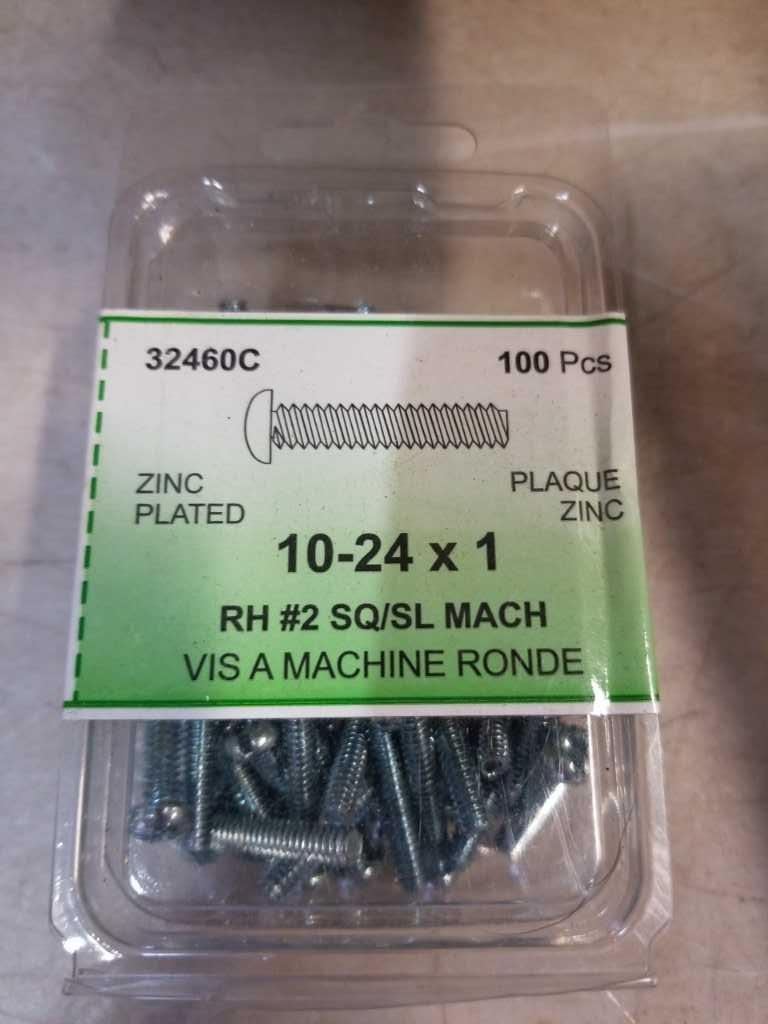 32460C 100 Pcs
ZINC PLAQUE
PLATED ZINC
10-24 x 1
RH #2 SQ/SL MACH
VIS A MACHINE RONDE